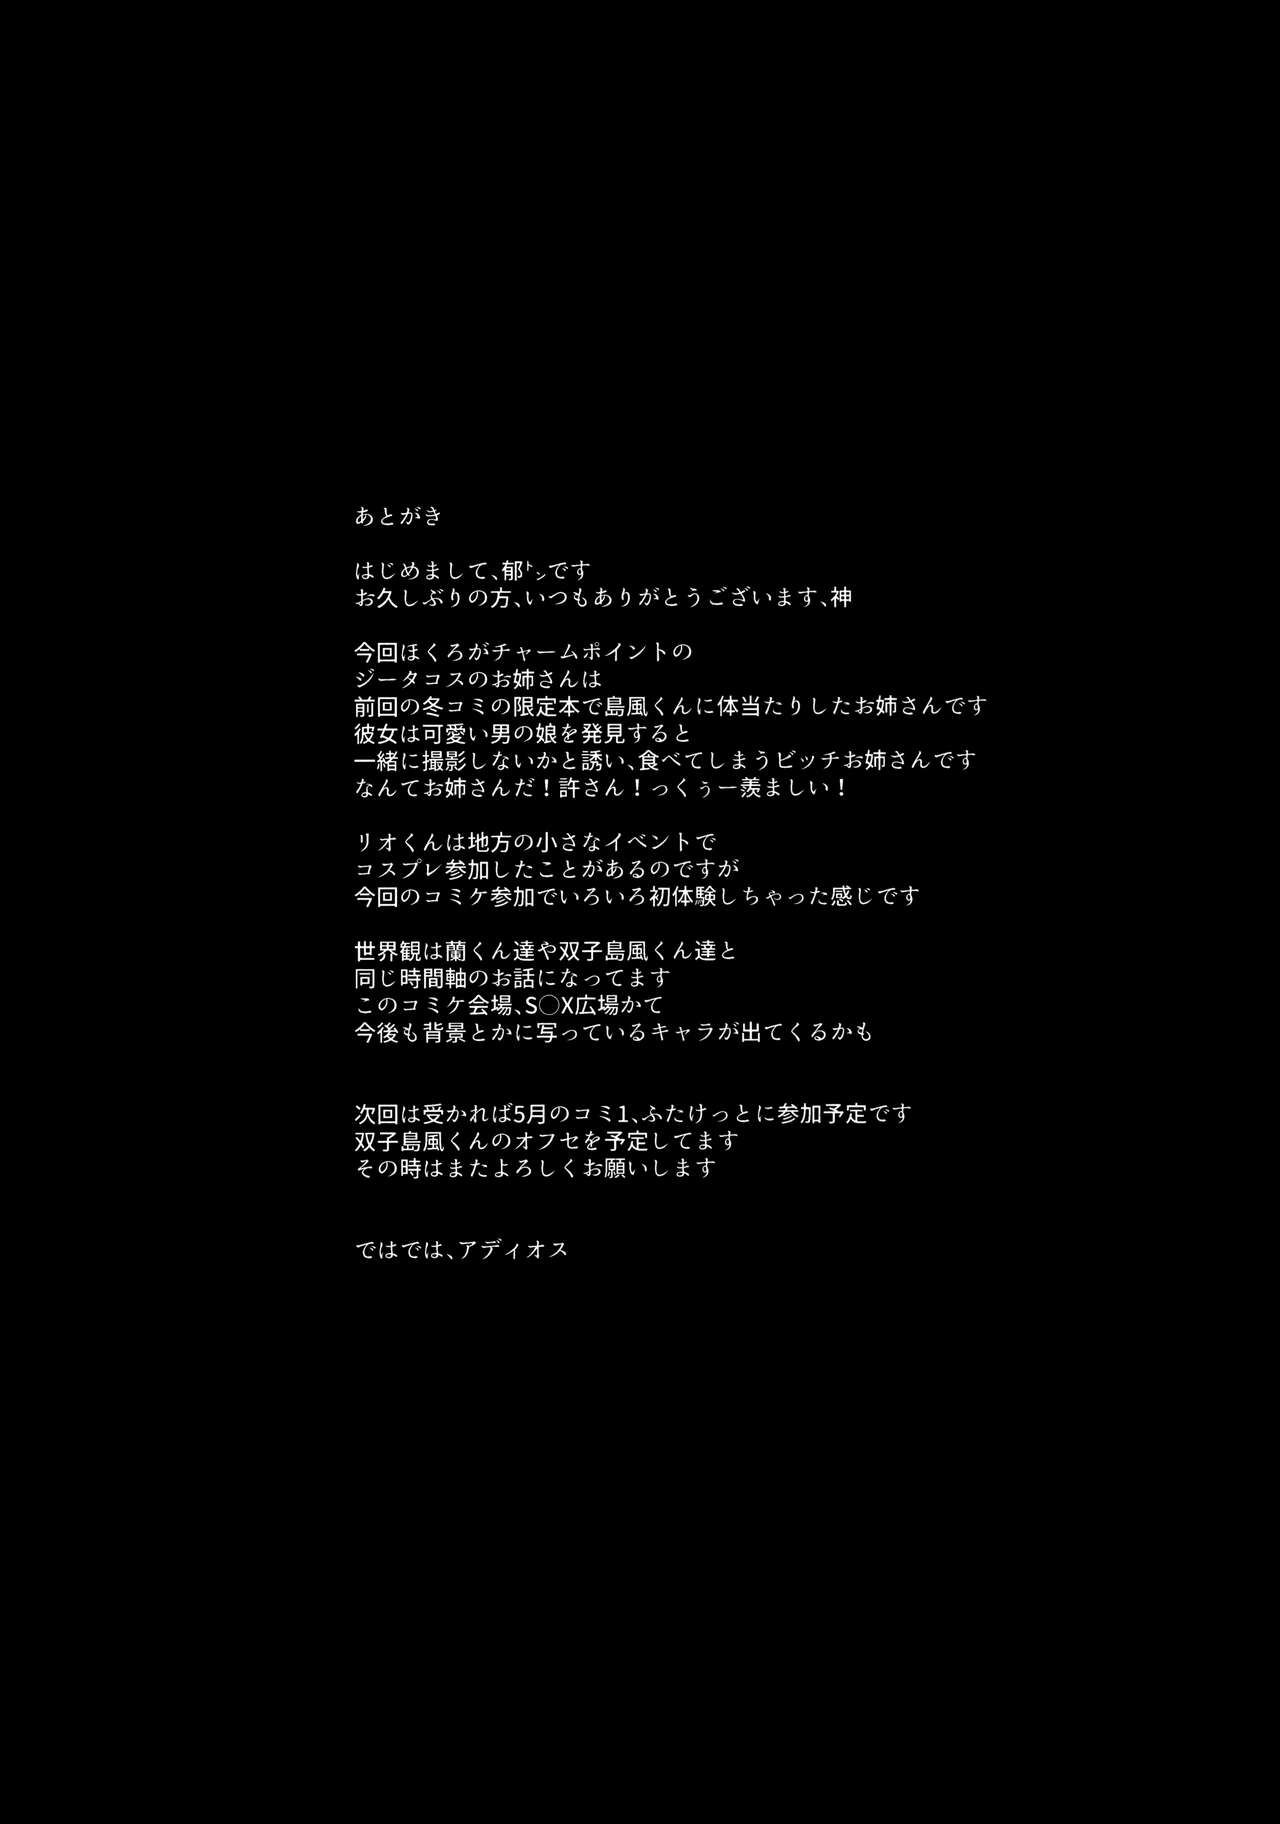 あとがき
はじめまして、郁㌧です
お久しぶりの方、いつもありがとうございます、神
今回ほくろがチャームポイントの
ジータコスのお姉さんは
前回の冬コミの限定本で島風くんに体当たりしたお姉さんです
彼女は可愛い男の娘を発見すると
一緒に撮影しないかと誘い、食べてしまうビッチお姉さんです
なんてお姉さんだ！許さん！っくぅー羨ましい！
リオくんは地方の小さなイベントで
コスプレ参加したことがあるのですが
今回のコミケ参加でいろいろ初体験しちゃった感じです
世界観は蘭くん達や双子島風くん達と
同じ時間軸のお話になってます
このコミケ会場、S◯X広場かて
今後も背景とかに写っているキャラが出てくるかも
次回は受かれば5月のコミ1、ふたけっとに参加予定です
双子島風くんのオフセを予定してます
その時はまたよろしくお願いします
ではでは、アディオス